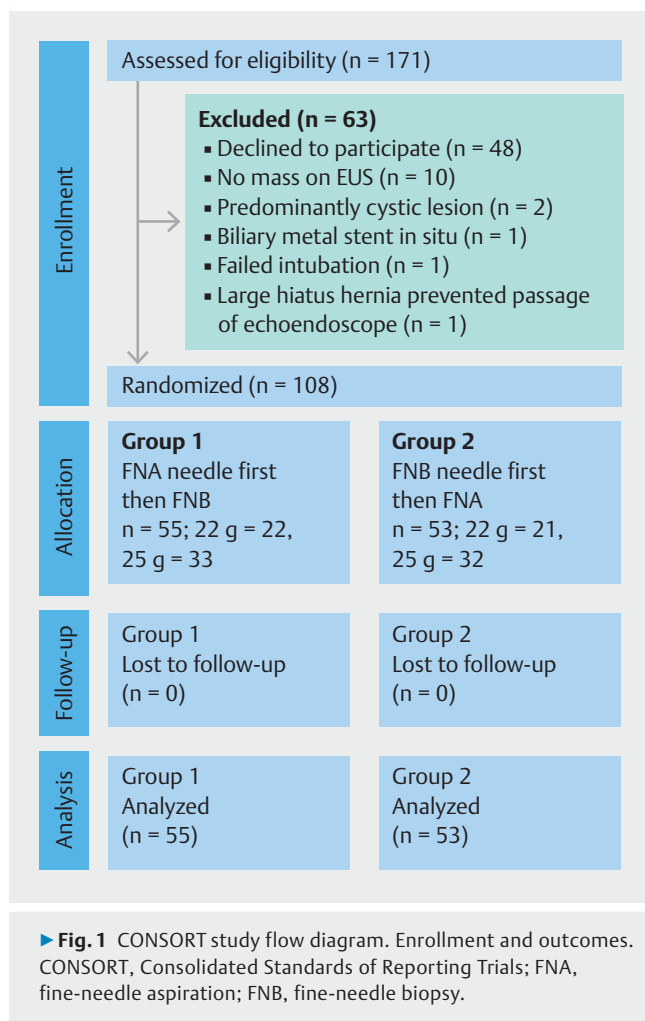 Enrollment
Assessed for eligibility (n = 171)
Excluded (n = 63)
▪ Declined to participate (n = 48)
▪ No mass on EUS (n = 10)
▪ Predominantly cystic lesion (n = 2)
▪ Biliary metal stent in situ (n = 1)
▪ Failed intubation (n = 1)
▪ Large hiatus hernia prevented passage
of echoendoscope (n = 1)
Randomized (n = 108)
Allocation
Group 1
FNA needle first
then FNB
n = 55; 22 g = 22,
25 g = 33
Group 2
FNB needle first
then FNA
n = 53; 22 g = 21,
25 g = 32
Follow-up
Group 1
Lost to follow-up
(n = 0)
Group 2
Lost to follow-up
(n = 0)
Analysis
Group 1
Analyzed
(n = 55)
Group 2
Analyzed
(n = 53)
▶ Fig. 1 CONSORT study flow diagram. Enrollment and outcomes.
CONSORT, Consolidated Standards of Reporting Trials; FNA,
fine-needle aspiration; FNB, fine-needle biopsy.